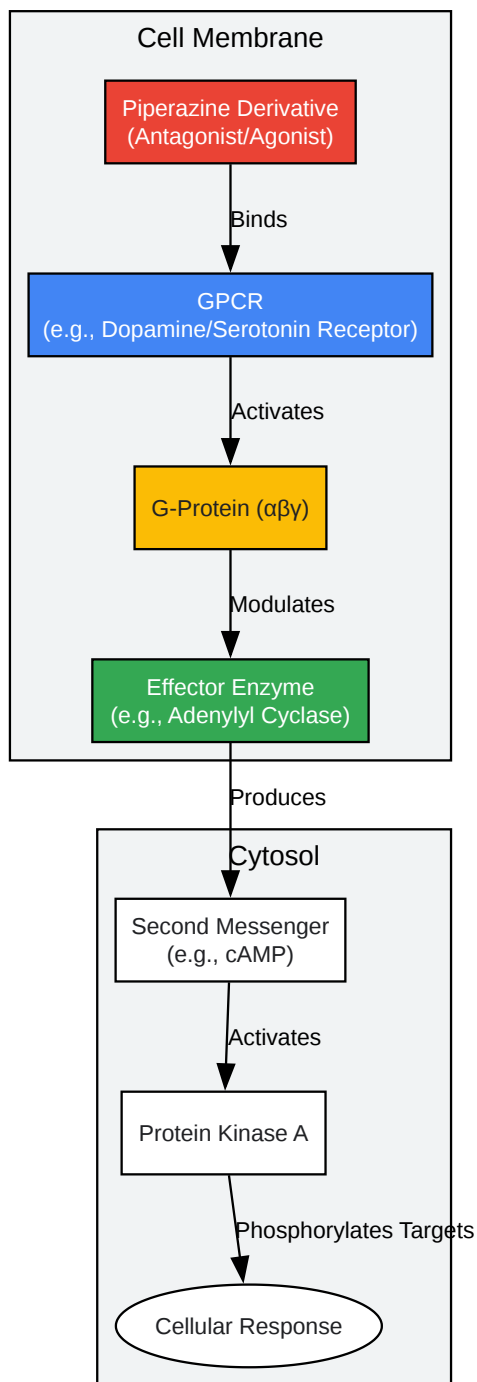 Cell Membrane
Piperazine Derivative
(Antagonist/Agonist)
Binds
GPCR
(e.g., Dopamine/Serotonin Receptor)
Activates
G-Protein (αβγ)
Modulates
Effector Enzyme
(e.g., Adenylyl Cyclase)
Produces
Cytosol
Second Messenger
(e.g., cAMP)
Activates
Protein Kinase A
Phosphorylates Targets
Cellular Response